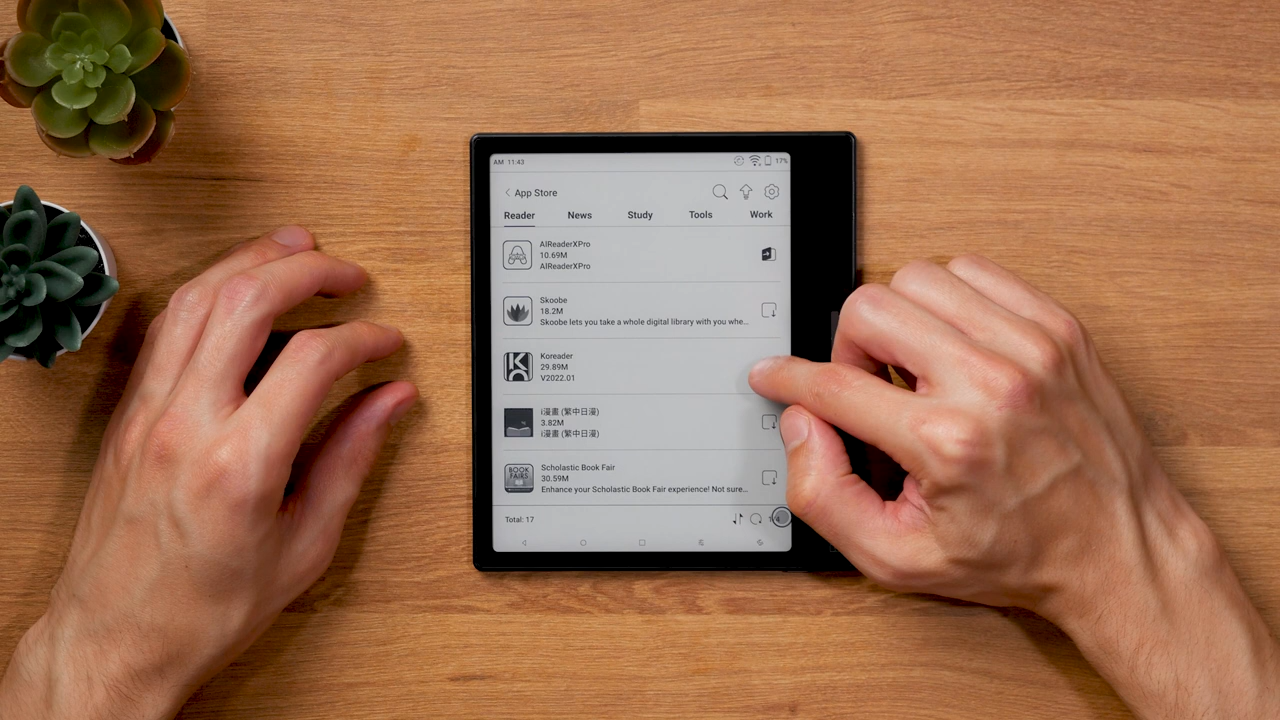 AM 11:43
17%
App Store
Reader News Study Tools Work
AlReaderXPro
10.69M
AlReaderXPro
Skoobe
18.2M
Skoobe lets you take a whole digital library with you whe...
Koreader
29.89M
V2022.01
i漫畫 (繁中日漫)
3.82M
i漫畫 (繁中日漫)
BOOK
FAIRS
Scholastic Book Fair
30.59M
Enhance your Scholastic Book Fair experience! Not sure...
Total: 17